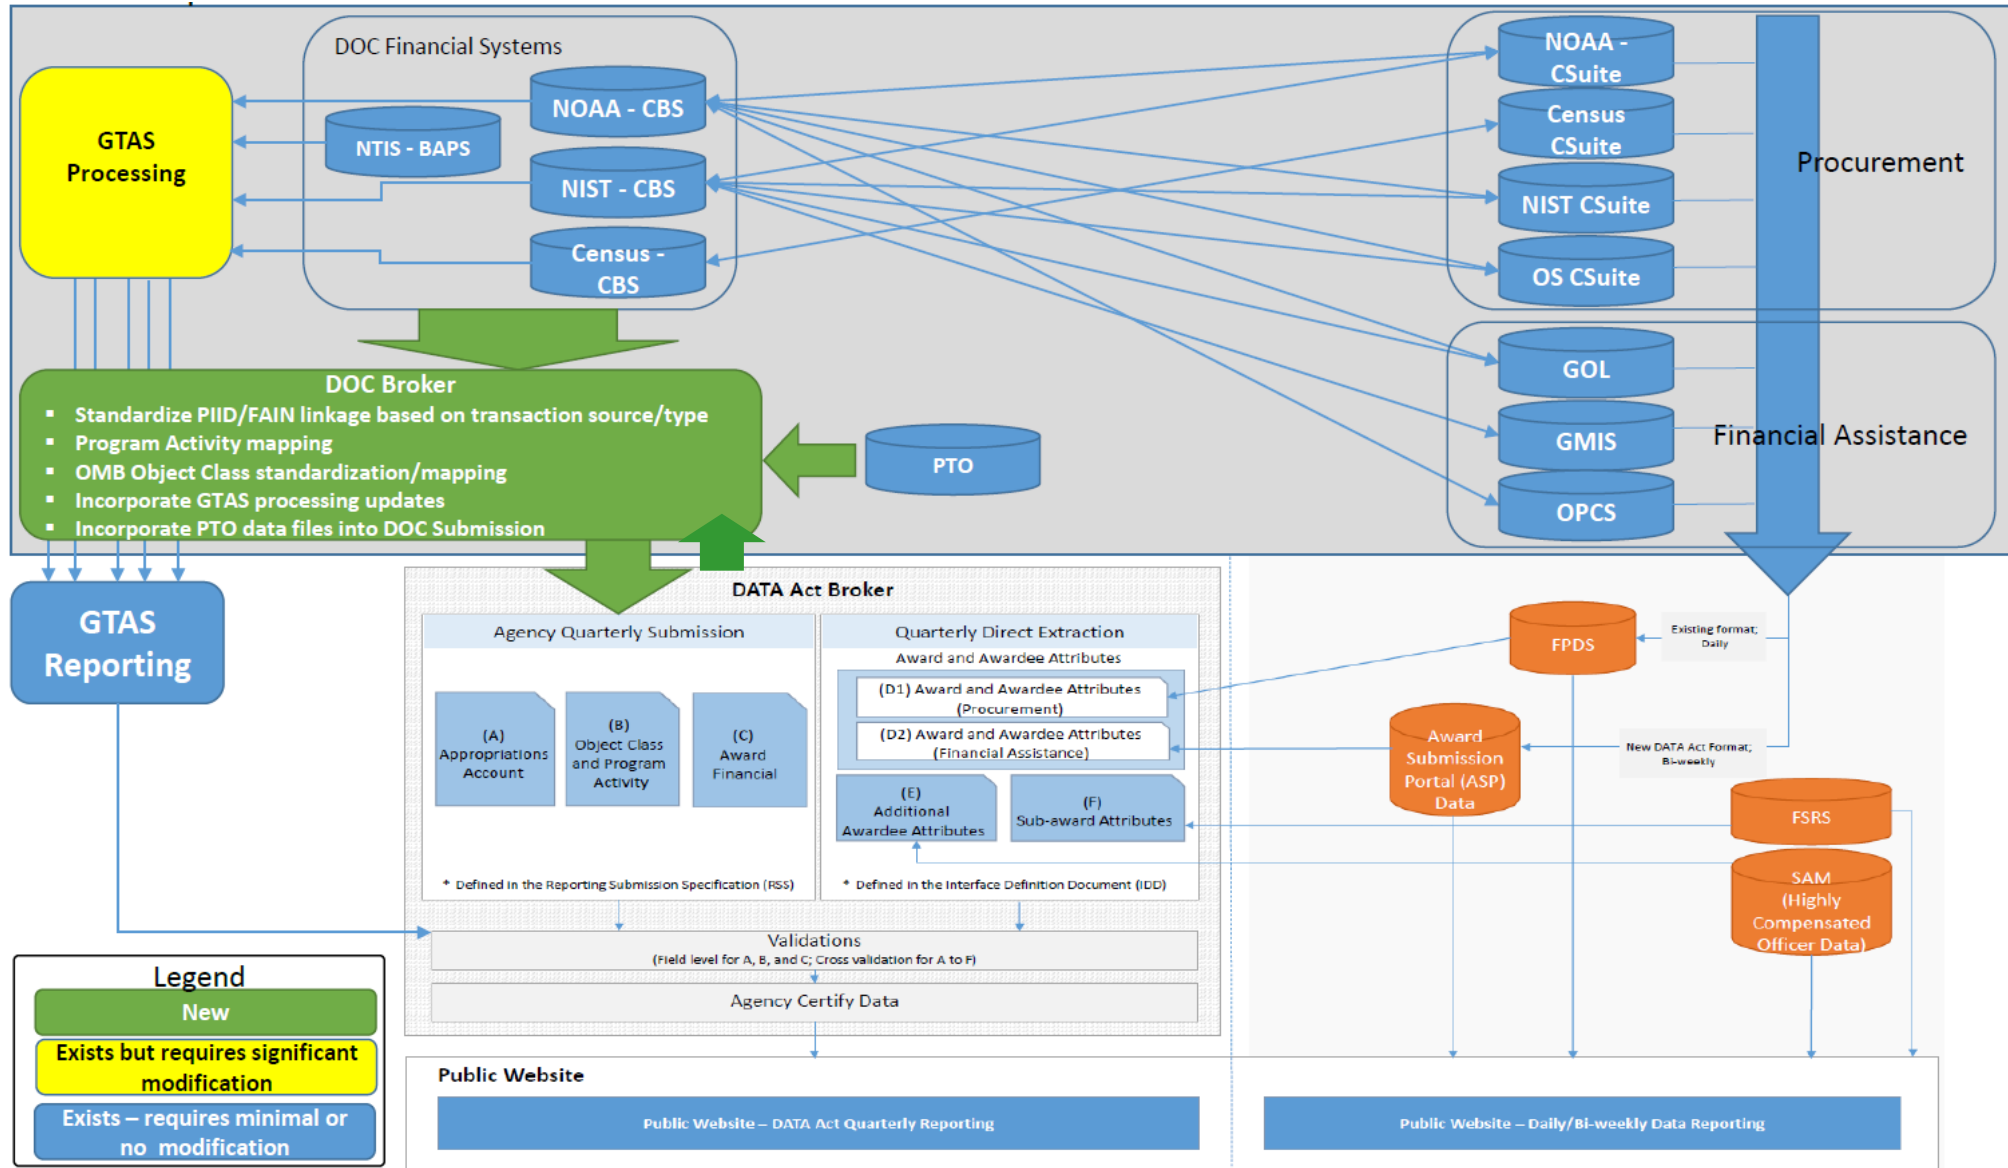 DOC Financial Systems
NOAA - CBS
NTIS - BAPS
NIST - CBS
Census -
CBS
GTAS
Processing
NOAA -
CSuite
Census
CSuite
NIST CSuite
OS CSuite
Procurement
GOL
GMIS
OPCS
Financial Assistance
DOC Broker
▪ Standardize PIID/FAIN linkage based on transaction source/type
▪ Program Activity mapping
▪ OMB Object Class standardization/mapping
▪ Incorporate GTAS processing updates
▪ Incorporate PTO data files into DOC Submission
PTO
GTAS
Reporting
DATA Act Broker
Agency Quarterly Submission
(A)
Appropriations
Account
(B)
Object Class
and Program
Activity
(C)
Award
Financial
* Defined in the Reporting Submission Specification (RSS)
Quarterly Direct Extraction
Award and Awardee Attributes
(D1) Award and Awardee Attributes
(Procurement)
(D2) Award and Awardee Attributes
(Financial Assistance)
(E)
Additional
Awardee Attributes
(F)
Sub-award Attributes
* Defined in the Interface Definition Document (IDD)
Validations
(Field level for A, B, and C; Cross validation for A to F)
Agency Certify Data
FPDS
Existing format;
Daily
Award
Submission
Portal (ASP)
Data
New DATA Act Format;
Bi-weekly
FSRS
SAM
(Highly
Compensated
Officer Data)
Legend
New
Exists but requires significant
modification
Exists – requires minimal or
no modification
Public Website
Public Website – DATA Act Quarterly Reporting
Public Website – Daily/Bi-weekly Data Reporting